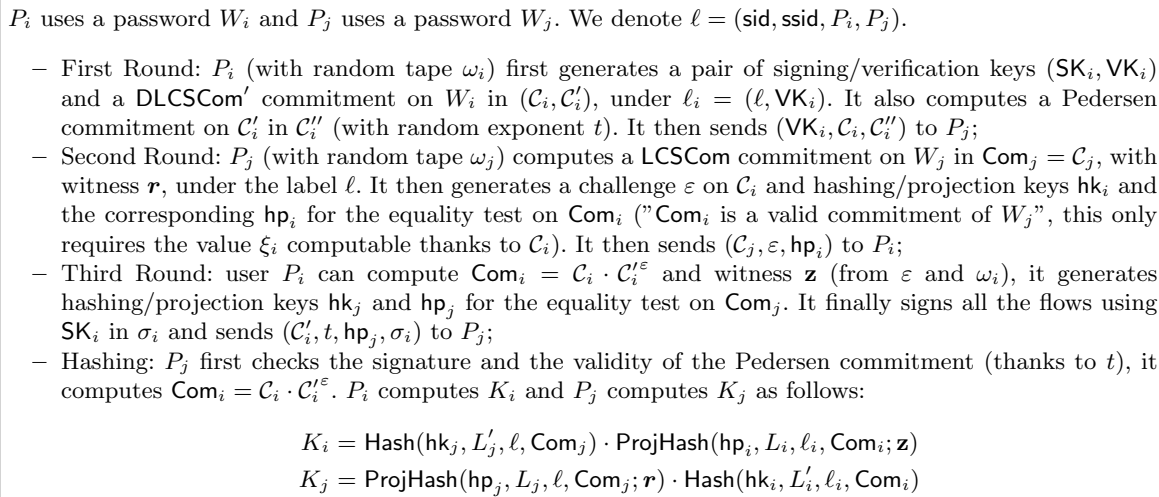 P_i uses a password W_i and P_j uses a password W_j. We denote ℓ = (sid, ssid, P_i, P_j).
– First Round: P_i (with random tape ω_i) first generates a pair of signing/verification keys (SK_i, VK_i)
and a DLCSCom′ commitment on W_i in (𝒞_i, 𝒞′_i), under ℓ_i = (ℓ, VK_i). It also computes a Pedersen
commitment on 𝒞′_i in 𝒞″_i (with random exponent t). It then sends (VK_i, 𝒞_i, 𝒞″_i) to P_j;
– Second Round: P_j (with random tape ω_j) computes a LCSCom commitment on W_j in Com_j = 𝒞_j, with
witness r, under the label ℓ. It then generates a challenge ε on 𝒞_i and hashing/projection keys hk_i and
the corresponding hp_i for the equality test on Com_i (”Com_i is a valid commitment of W_j”, this only
requires the value ξ_i computable thanks to 𝒞_i). It then sends (𝒞_j, ε, hp_i) to P_i;
– Third Round: user P_i can compute Com_i = 𝒞_i · 𝒞′_i^ε and witness z (from ε and ω_i), it generates
hashing/projection keys hk_j and hp_j for the equality test on Com_j. It finally signs all the flows using
SK_i in σ_i and sends (𝒞′_i, t, hp_j, σ_i) to P_j;
– Hashing: P_j first checks the signature and the validity of the Pedersen commitment (thanks to t), it
computes Com_i = 𝒞_i · 𝒞′_i^ε. P_i computes K_i and P_j computes K_j as follows:
K_i = Hash(hk_j, L′_j, ℓ, Com_j) · ProjHash(hp_i, L_i, ℓ_i, Com_i; z)
K_j = ProjHash(hp_j, L_j, ℓ, Com_j; r) · Hash(hk_i, L′_i, ℓ_i, Com_i)